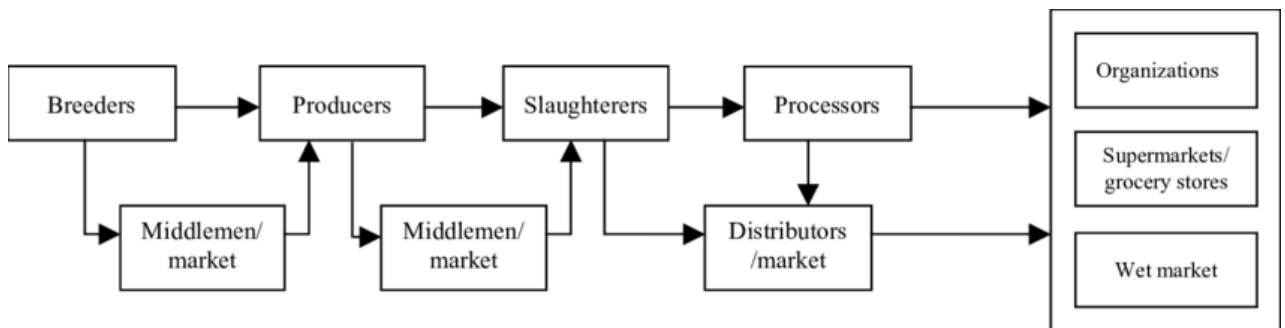 Breeders
Producers
Slaughterers
Processors
Middlemen/
market
Middlemen/
market
Distributors
/market
Organizations
Supermarkets/
grocery stores
Wet market